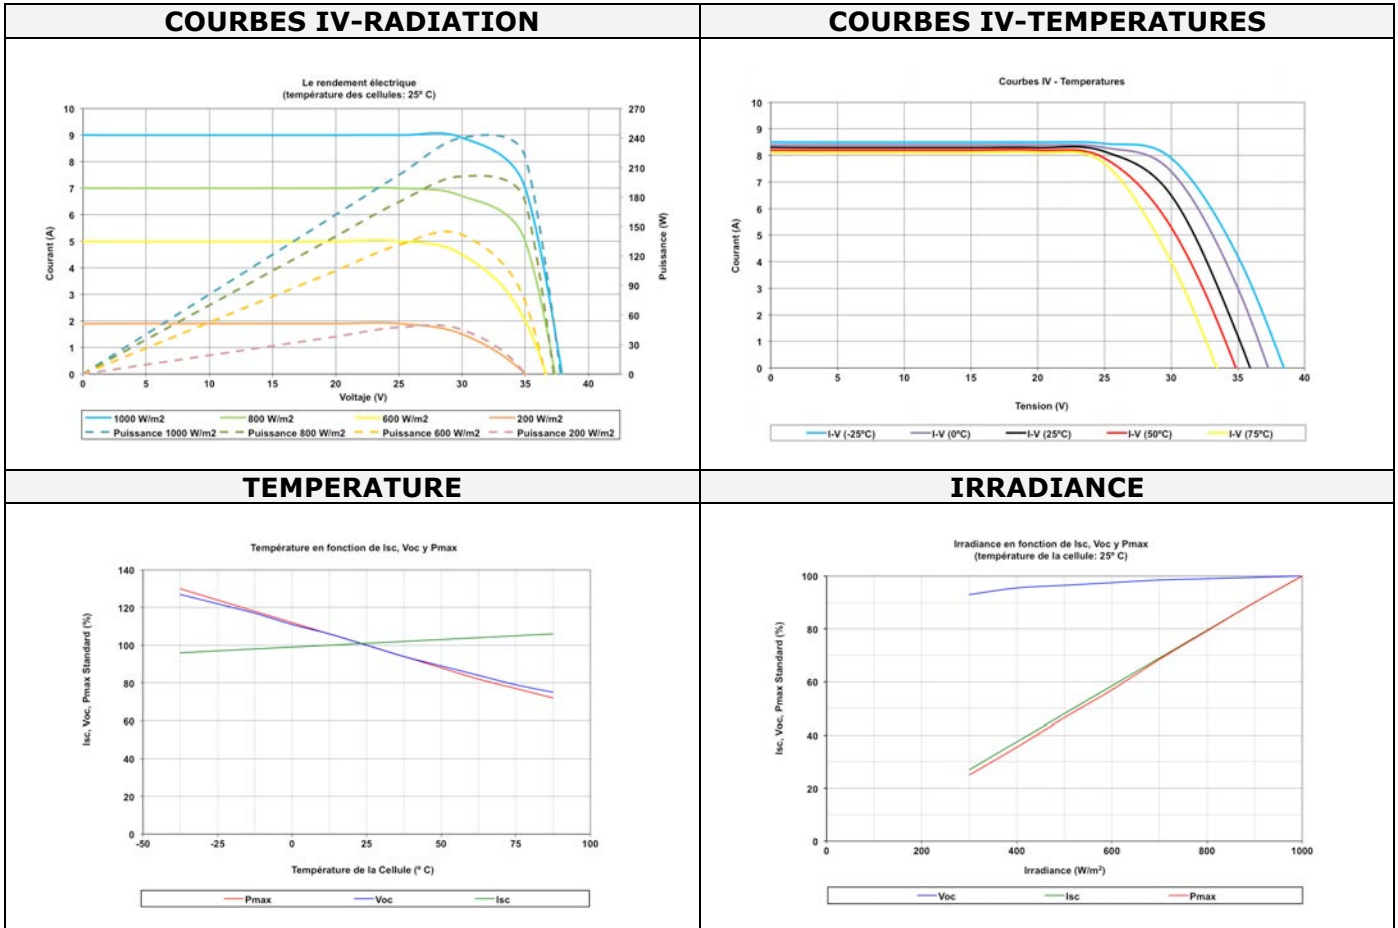 COURBES IV-RADIATION
COURBES IV-TEMPERATURES
Le rendement électrique
(température des cellules: 25º C)
10
9
8
7
6
5
4
3
2
1
0
Courant (A)
270
240
210
180
150
120
90
60
30
0
Puissance (W)
0 5 10 15 20 25 30 35 40
Voltaje (V)
1000 W/m2 800 W/m2 600 W/m2 200 W/m2
Puissance 1000 W/m2 Puissance 800 W/m2 Puissance 600 W/m2 Puissance 200 W/m2
Courbes IV - Temperatures
10
9
8
7
6
5
4
3
2
1
0
Courant (A)
0 5 10 15 20 25 30 35 40
Tension (V)
I-V (-25ºC) I-V (0ºC) I-V (25ºC) I-V (50ºC) I-V (75ºC)
TEMPERATURE
IRRADIANCE
Température en fonction de Isc, Voc y Pmax
140
120
100
80
60
40
20
0
Isc, Voc, Pmax Standard (%)
-50 -25 0 25 50 75 100
Température de la Cellule (º C)
Pmax Voc Isc
Irradiance en fonction de Isc, Voc y Pmax
(température de la cellule: 25º C)
100
80
60
40
20
0
Isc, Voc, Pmax Standard (%)
0 200 400 600 800 1000
Irradiance (W/m²)
Voc Isc Pmax